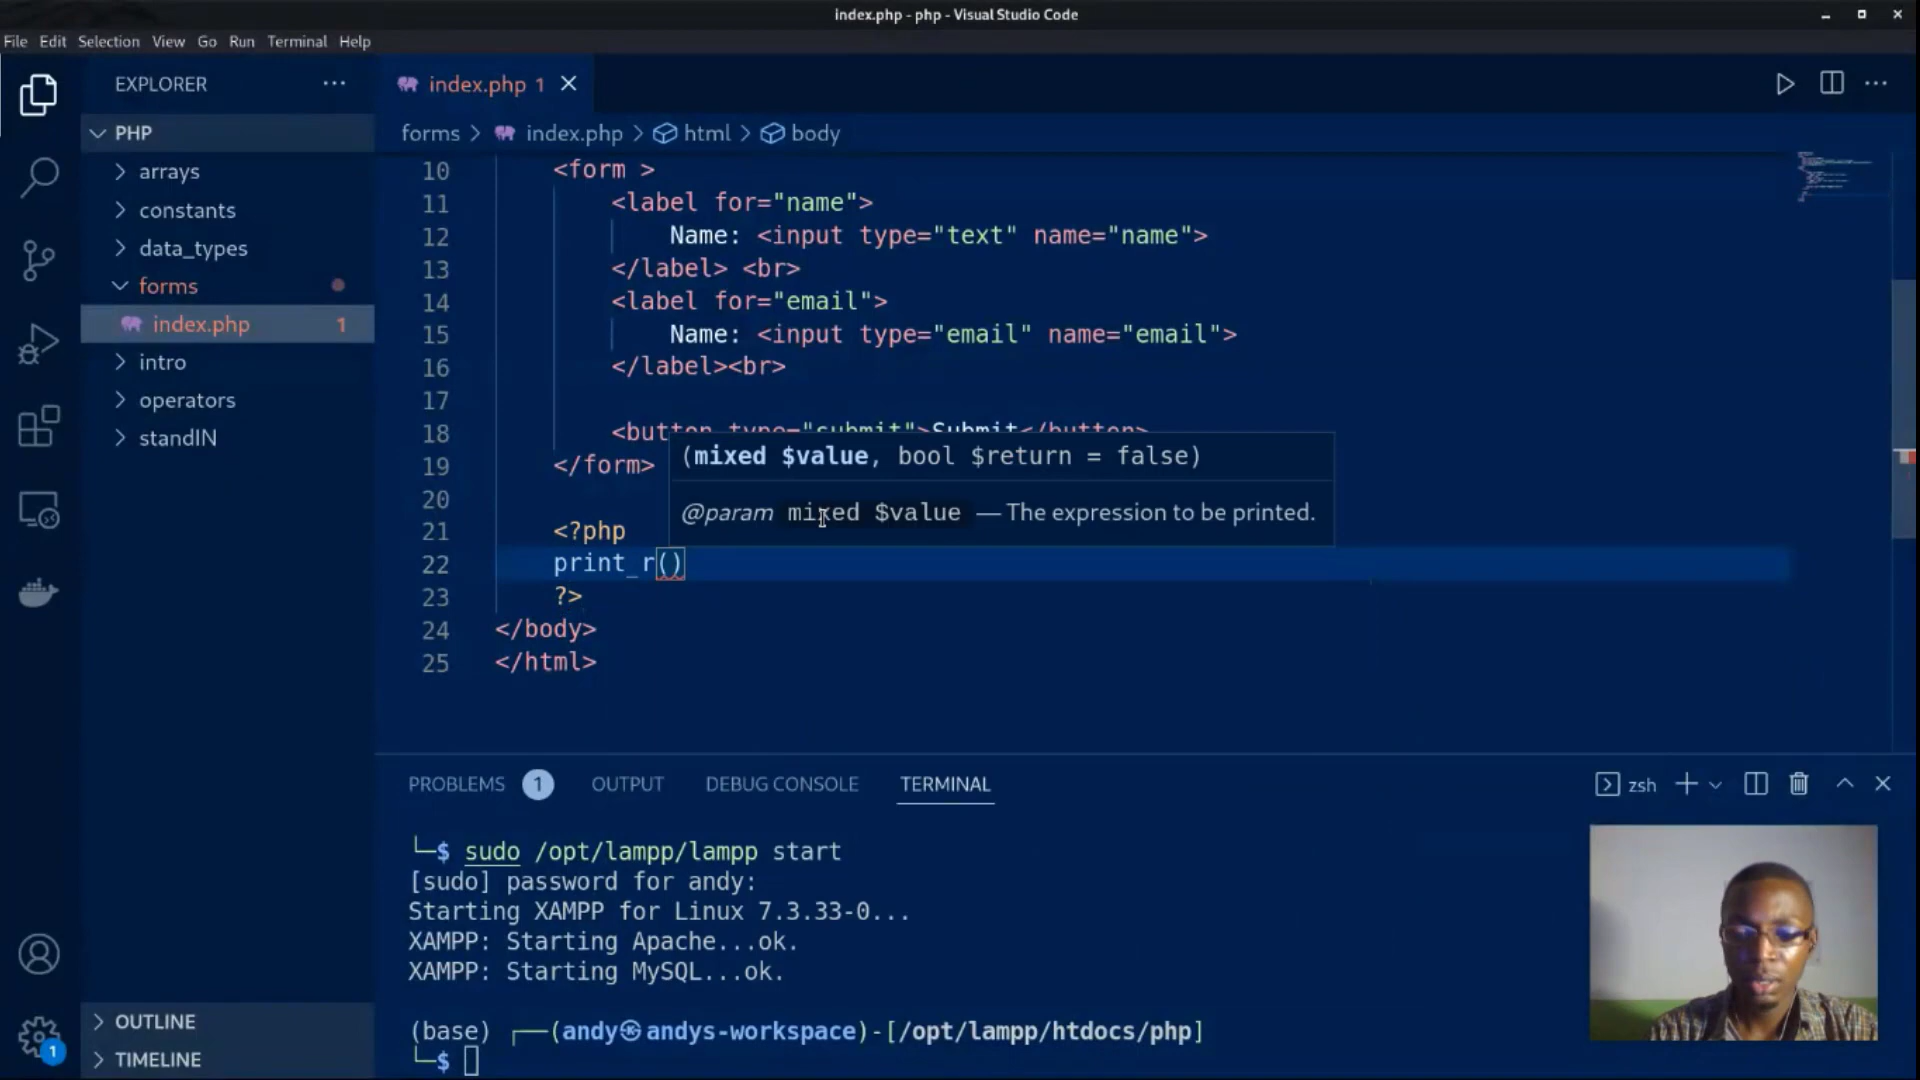 index.php - php - Visual Studio Code
File Edit Selection View Go Run Terminal Help
EXPLORER
PHP
arrays
constants
data_types
forms
index.php 1
intro
operators
standIN
OUTLINE
TIMELINE
1
index.php 1
forms > index.php > html > body
10 <form >
11 <label for="name">
12 Name: <input type="text" name="name">
13 </label> <br>
14 <label for="email">
15 Name: <input type="email" name="email">
16 </label><br>
17
18 <button type="submit">Submit</button>
19 </form>
(mixed $value, bool $return = false)
@param mixed $value — The expression to be printed.
20
21 <?php
22 print_r()
23 ?>
24 </body>
25 </html>
PROBLEMS 1 OUTPUT DEBUG CONSOLE TERMINAL
zsh
└─$ sudo /opt/lampp/lampp start
[sudo] password for andy:
Starting XAMPP for Linux 7.3.33-0...
XAMPP: Starting Apache...ok.
XAMPP: Starting MySQL...ok.
(base) ┌──(andy㉿andys-workspace)-[/opt/lampp/htdocs/php]
└─$